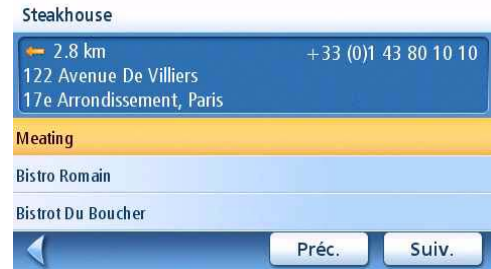 Steakhouse
2.8 km +33 (0)1 43 80 10 10
122 Avenue De Villiers
17e Arrondissement, Paris
Meating
Bistro Romain
Bistrot Du Boucher
Préc. Suiv.